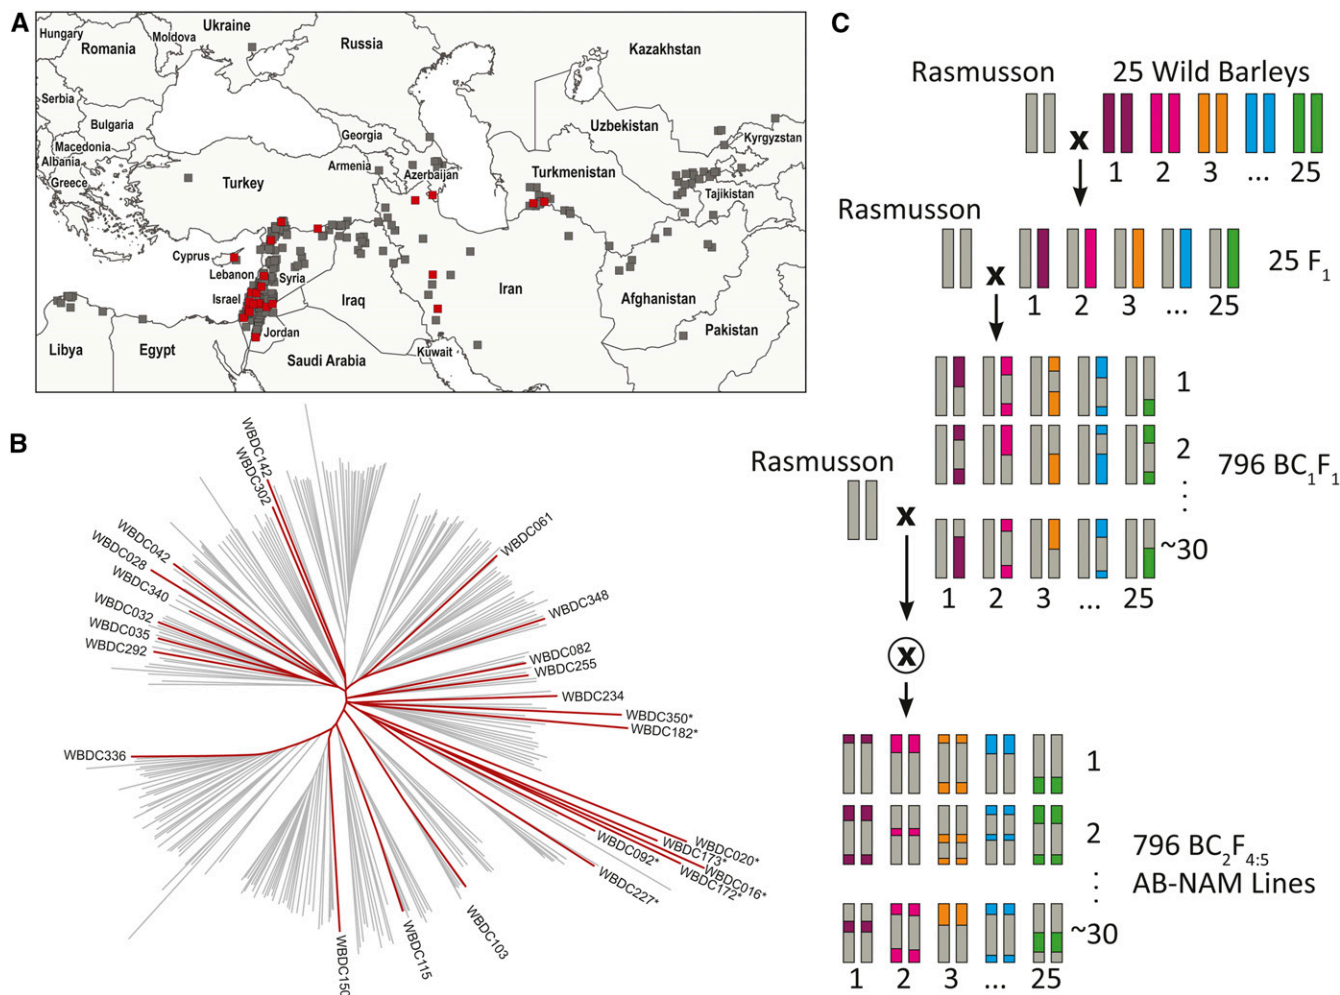 A
Hungary
Romania
Moldova
Ukraine
Russia
Kazakhstan
Serbia
Bulgaria
Macedonia
Albania
Greece
Georgia
Armenia
Azerbaijan
Turkey
Uzbekistan
Kyrgyzstan
Turkmenistan
Tajikistan
Cyprus
Lebanon
Syria
Israel
Iraq
Iran
Afghanistan
Jordan
Kuwait
Pakistan
Libya
Egypt
Saudi Arabia
B
WBDC142
WBDC302
WBDC061
WBDC042
WBDC028
WBDC340
WBDC032
WBDC035
WBDC292
WBDC348
WBDC082
WBDC255
WBDC234
WBDC350*
WBDC182*
WBDC336
WBDC020*
WBDC173*
WBDC016*
WBDC172*
WBDC092*
WBDC227*
WBDC103
WBDC115
WBDC150
C
Rasmusson
25 Wild Barleys
x
1 2 3 ... 25
Rasmusson
x
25 F1
1 2 3 ... 25
1
2
796 BC1F1
Rasmusson
x
~30
1 2 3 ... 25
x
1
2
796 BC2F4:5
AB-NAM Lines
~30
1 2 3 ... 25